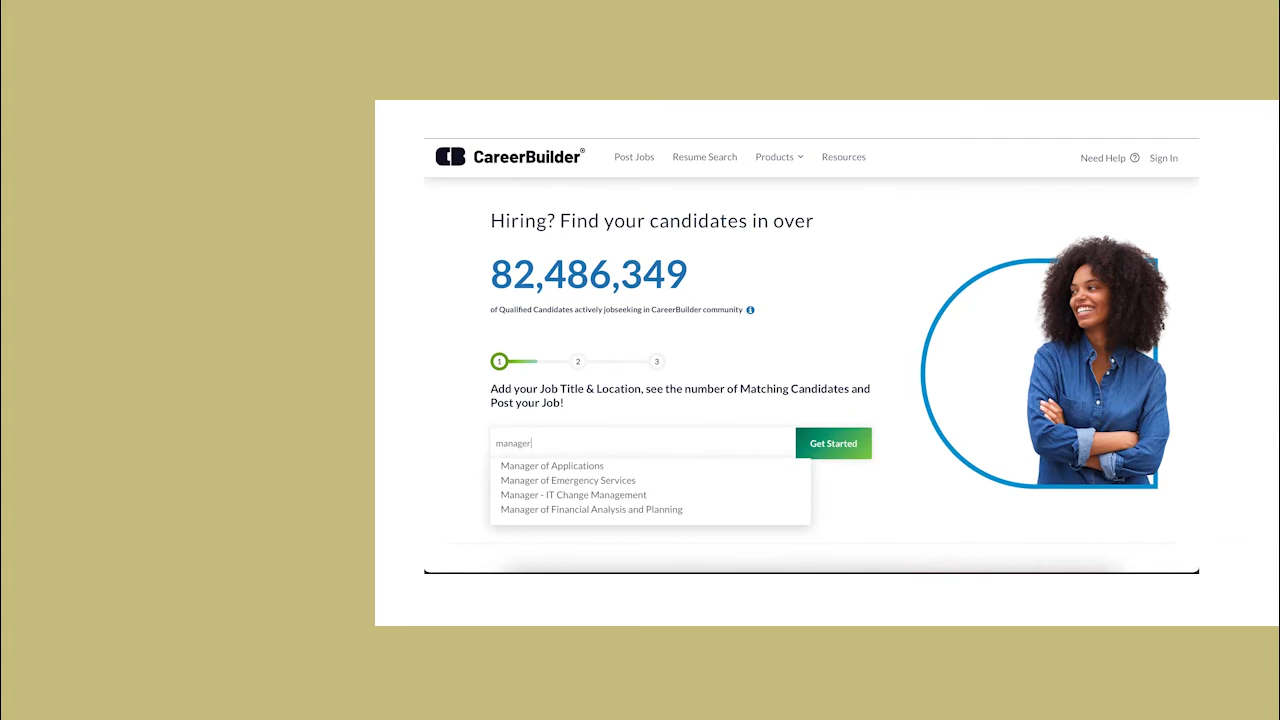 CareerBuilder®
Post Jobs
Resume Search
Products
Resources
Need Help ?
Sign In
Hiring? Find your candidates in over
82,486,349
of Qualified Candidates actively jobseeking in CareerBuilder community i
1 2 3
Add your Job Title & Location, see the number of Matching Candidates and
Post your Job!
manager
Get Started
Manager of Applications
Manager of Emergency Services
Manager - IT Change Management
Manager of Financial Analysis and Planning